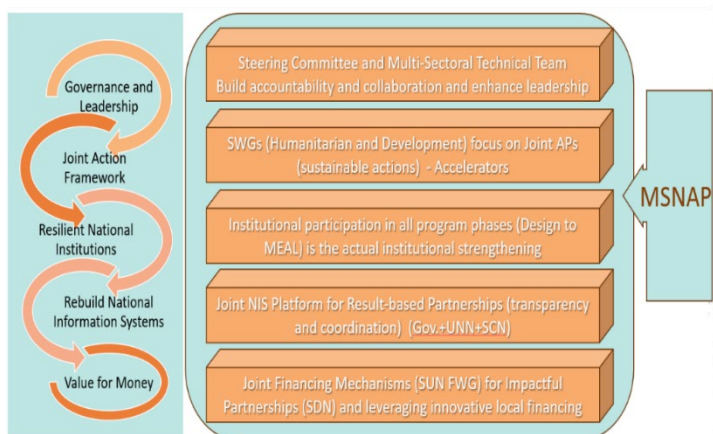 Governance and
Leadership
Joint Action
Framework
Resilient National
Institutions
Rebuild National
Information Systems
Value for Money
Steering Committee and Multi-Sectoral Technical Team
Build accountability and collaboration and enhance leadership
SWGs (Humanitarian and Development) focus on Joint APs
(sustainable actions) - Accelerators
Institutional participation in all program phases (Design to
MEAL) is the actual institutional strengthening
Joint NIS Platform for Result-based Partnerships (transparency
and coordination) (Gov.+UNN+SCN)
Joint Financing Mechanisms (SUN FWG) for Impactful
Partnerships (SDN) and leveraging innovative local financing
MSNAP